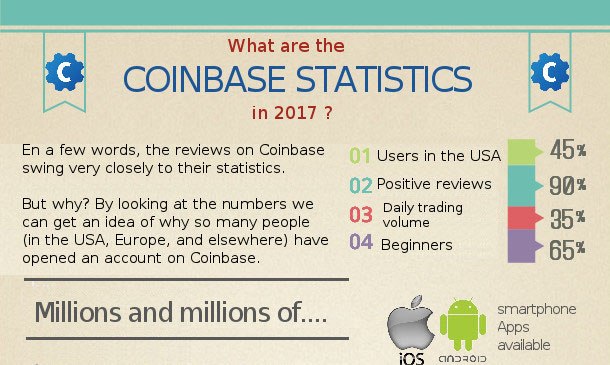 What are the
COINBASE STATISTICS
in 2017 ?
C
C
En a few words, the reviews on Coinbase
swing very closely to their statistics.
But why? By looking at the numbers we
can get an idea of why so many people
(in the USA, Europe, and elsewhere) have
opened an account on Coinbase.
01 Users in the USA 45%
02 Positive reviews 90%
03 Daily trading
volume 35%
04 Beginners 65%
Millions and millions of....
iOS
ANDROID
smartphone
Apps
available